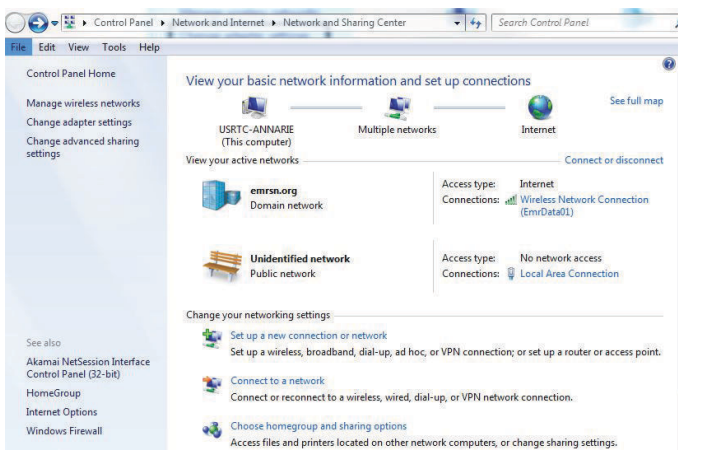 Control Panel ▸ Network and Internet ▸ Network and Sharing Center
Search Control Panel
File Edit View Tools Help
Control Panel Home
Manage wireless networks
Change adapter settings
Change advanced sharing
settings
See also
Akamai NetSession Interface
Control Panel (32-bit)
HomeGroup
Internet Options
Windows Firewall
View your basic network information and set up connections
See full map
USRTC-ANNARIE
(This computer)
Multiple networks
Internet
View your active networks
Connect or disconnect
emrsn.org
Domain network
Access type: Internet
Connections: Wireless Network Connection
(EmrData01)
Unidentified network
Public network
Access type: No network access
Connections: Local Area Connection
Change your networking settings
Set up a new connection or network
Set up a wireless, broadband, dial-up, ad hoc, or VPN connection; or set up a router or access point.
Connect to a network
Connect or reconnect to a wireless, wired, dial-up, or VPN network connection.
Choose homegroup and sharing options
Access files and printers located on other network computers, or change sharing settings.